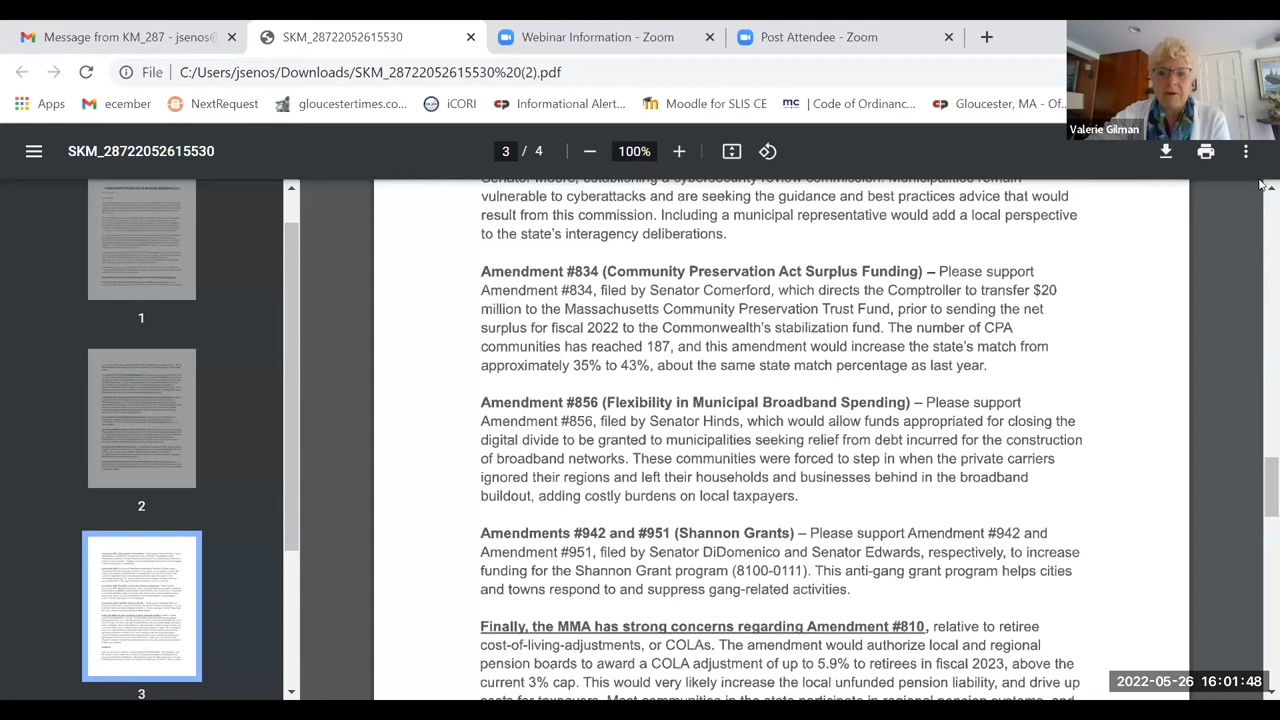 Message from KM_287 - jsenos@
SKM_28722052615530
Webinar Information - Zoom
Post Attendee - Zoom
File
C:/Users/jsenos/Downloads/SKM_28722052615530%20(2).pdf
Apps
ecember
NextRequest
gloucestertimes.co...
iCORI
Informational Alert...
Moodle for SLIS CE
mc
| Code of Ordinanc...
Gloucester, MA - Of...
Valerie Gilman
SKM_28722052615530
3 / 4
100%
vulnerable to cyberattacks and are seeking the guidance and best practices advice that would
result from this commission. Including a municipal representative would add a local perspective
to the state's interagency deliberations.
Amendment #834 (Community Preservation Act Surplus Funding) – Please support
Amendment #834, filed by Senator Comerford, which directs the Comptroller to transfer $20
million to the Massachusetts Community Preservation Trust Fund, prior to sending the net
surplus for fiscal 2022 to the Commonwealth's stabilization fund. The number of CPA
communities has reached 187, and this amendment would increase the state's match from
approximately 35% to 43%, about the same state match percentage as last year.
Amendment #856 (Flexibility in Municipal Broadband Spending) – Please support
Amendment #856, filed by Senator Hinds, which would allow funds appropriated for closing the
digital divide to be granted to municipalities seeking relief from debt incurred for the construction
of broadband networks. These communities were forced to step in when the private carriers
ignored their regions and left their households and businesses behind in the broadband
buildout, adding costly burdens on local taxpayers.
Amendments #942 and #951 (Shannon Grants) – Please support Amendment #942 and
Amendment #951, filed by Senator DiDomenico and Senator Edwards, respectively, to increase
funding for the Shannon Grant program (8100-0111). This anti-gang grant program helps cities
and towns respond to and suppress gang-related activities.
Finally, the MMA has strong concerns regarding Amendment #810, relative to retiree
cost-of-living-adjustments, or COLAs. The amendment would authorize local and regional
pension boards to award a COLA adjustment of up to 5.9% to retirees in fiscal 2023, above the
current 3% cap. This would very likely increase the local unfunded pension liability, and drive up
2022-05-26 16:01:48
1
2
3